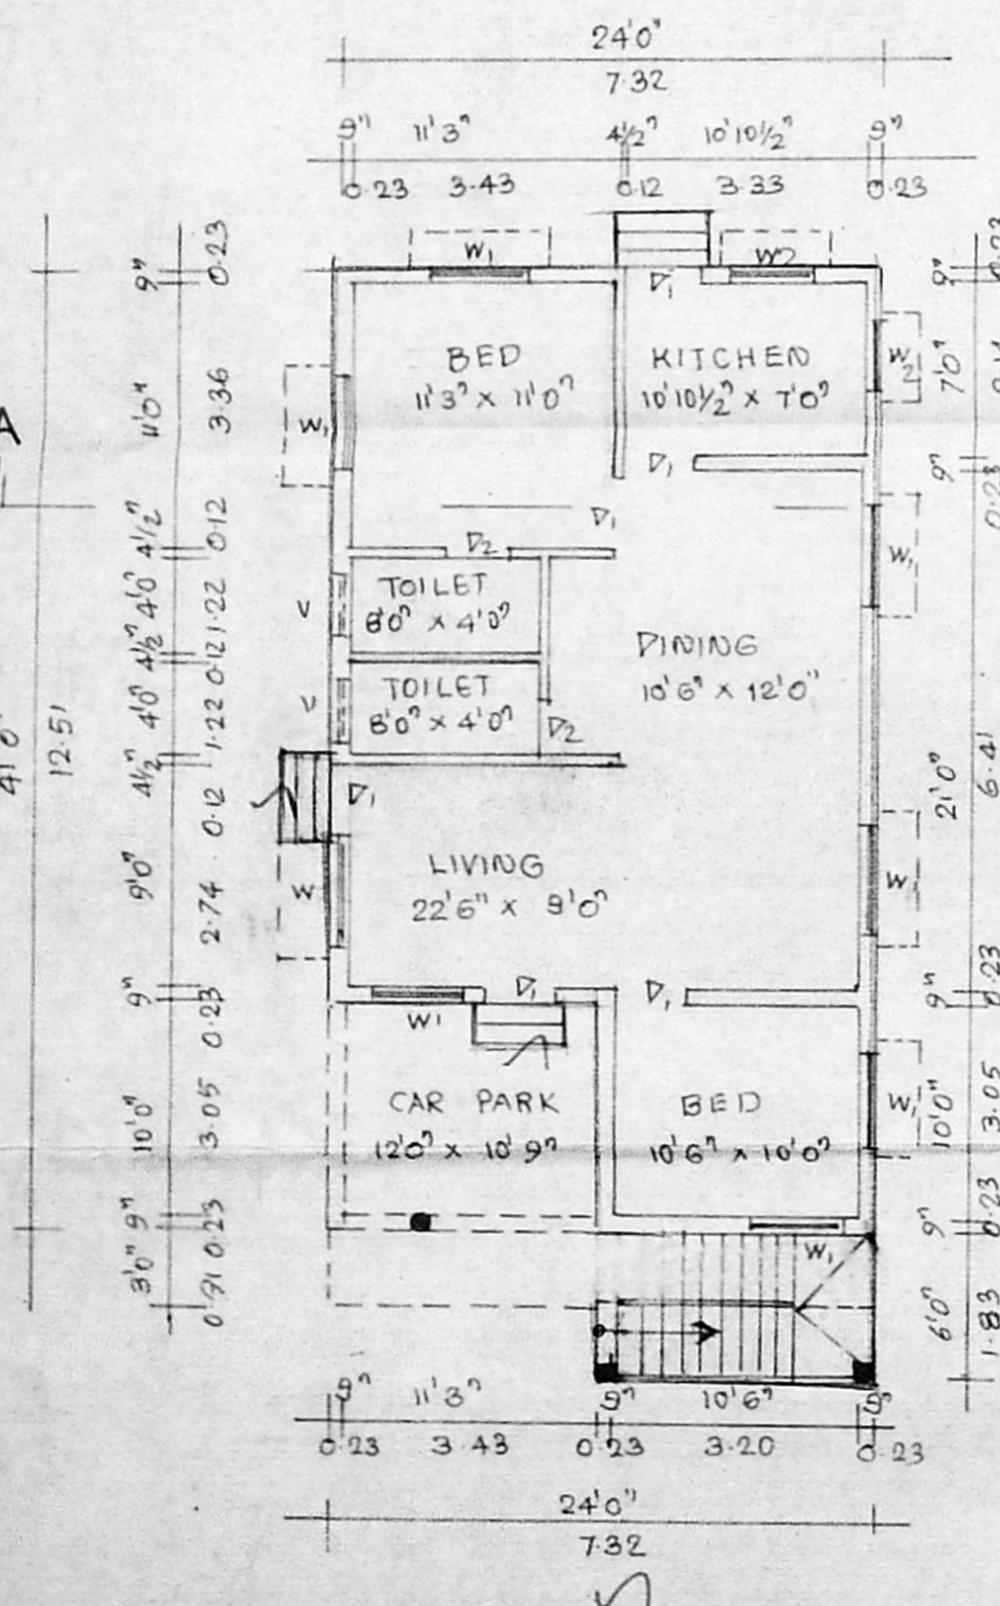 24'0"
7.32
9" 11'3" 4½" 10'10½" 9"
0.23 3.43 0.12 3.33 0.23
W1 W2
D1
BED
11'3" x 11'0"
KITCHEN
10'10½" x 7'0"
W2
W1
D1
D1
D2
W1
TOILET
8'0" x 4'0"
V
DINING
10'6" x 12'0"
TOILET
8'0" x 4'0"
V
D2
D1
LIVING
22'6" x 9'0"
W
W1
D1 D1
W1
CAR PARK
12'0" x 10'9"
BED
10'6" x 10'0"
W1
W1
9" 11'3" 9" 10'6" 9"
0.23 3.43 0.23 3.20 0.23
24'0"
7.32
A
41'0"
12.51
9" 11'0" 4½" 4'0" 4½" 4'0" 4½" 9'0" 9" 10'0" 9" 3'0"
0.23 3.36 0.12 1.22 0.12 1.22 0.12 2.74 0.23 3.05 0.23 0.91
9" 7'0" 9" 21'0" 9" 10'0" 9" 6'0"
0.23 0.23 6.41 0.23 3.05 0.23 1.83